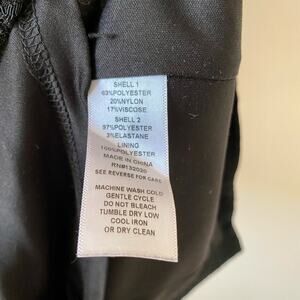 SHELL 1
63%POLYESTER
20%NYLON
17%VISCOSE
SHELL 2
97%POLYESTER
3%ELASTANE
LINING
100%POLYESTER
MADE IN CHINA
RN#132020
SEE REVERSE FOR CARE
MACHINE WASH COLD
GENTLE CYCLE
DO NOT BLEACH
TUMBLE DRY LOW
COOL IRON
OR DRY CLEAN